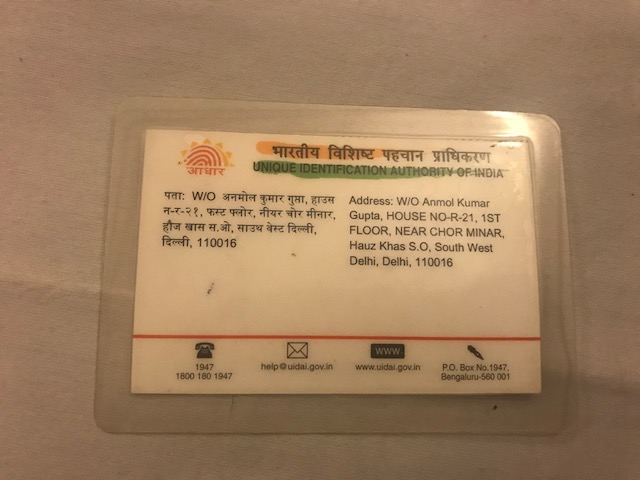 भारतीय विशिष्ट पहचान प्राधिकरण
UNIQUE IDENTIFICATION AUTHORITY OF INDIA
आधार
पता: W/O अनमोल कुमार गुप्ता, हाउस
न-र-२१, फस्ट फ्लोर, नीयर चोर मीनार,
हौज खास स.ओ, साउथ वेस्ट दिल्ली,
दिल्ली, 110016
Address: W/O Anmol Kumar
Gupta, HOUSE NO-R-21, 1ST
FLOOR, NEAR CHOR MINAR,
Hauz Khas S.O, South West
Delhi, Delhi, 110016
1947
1800 180 1947
help@uidai.gov.in
WWW
www.uidai.gov.in
P.O. Box No.1947,
Bengaluru-560 001